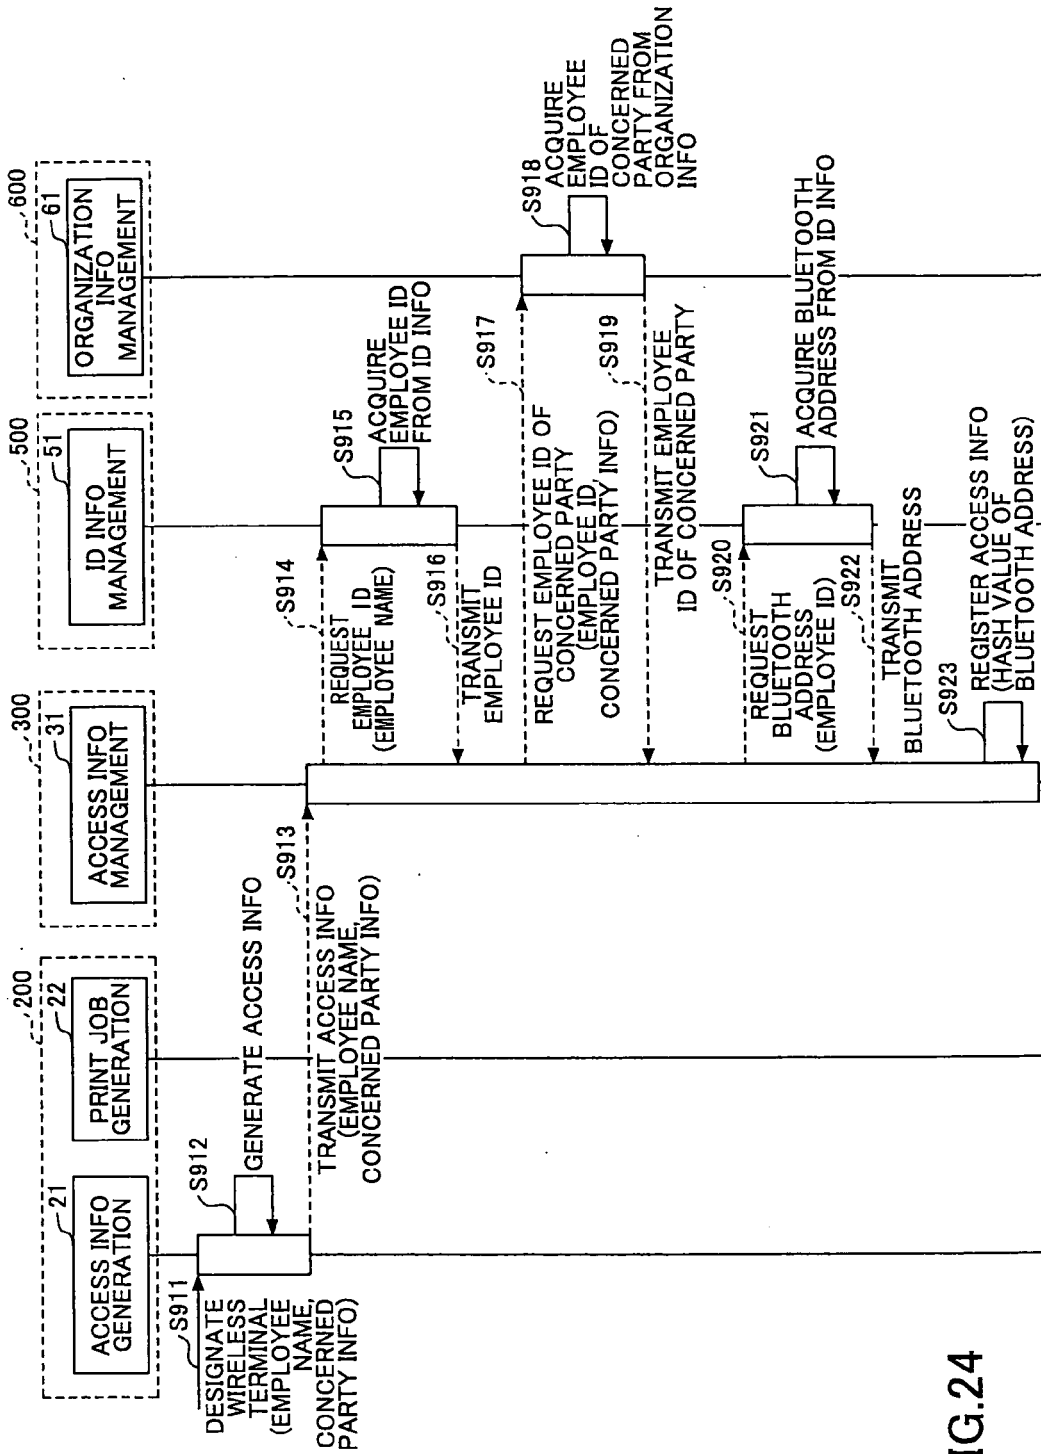 200
21
ACCESS INFO
GENERATION
22
PRINT JOB
GENERATION
300
31
ACCESS INFO
MANAGEMENT
500
51
ID INFO
MANAGEMENT
600
61
ORGANIZATION
INFO
MANAGEMENT
S911
DESIGNATE
WIRELESS
TERMINAL
(EMPLOYEE
NAME,
CONCERNED
PARTY INFO)
S912
GENERATE ACCESS INFO
S913
TRANSMIT ACCESS INFO
(EMPLOYEE NAME,
CONCERNED PARTY INFO)
S914
REQUEST
EMPLOYEE ID
(EMPLOYEE NAME)
S915
ACQUIRE
EMPLOYEE ID
FROM ID INFO
S916
TRANSMIT
EMPLOYEE ID
S917
REQUEST EMPLOYEE ID OF
CONCERNED PARTY
(EMPLOYEE ID,
CONCERNED PARTY INFO)
S918
ACQUIRE
EMPLOYEE
ID OF
CONCERNED
PARTY FROM
ORGANIZATION
INFO
S919
TRANSMIT EMPLOYEE
ID OF CONCERNED PARTY
S920
REQUEST
BLUETOOTH
ADDRESS
(EMPLOYEE ID)
S921
ACQUIRE BLUETOOTH
ADDRESS FROM ID INFO
S922
TRANSMIT
BLUETOOTH ADDRESS
S923
REGISTER ACCESS INFO
(HASH VALUE OF
BLUETOOTH ADDRESS)
IG.24